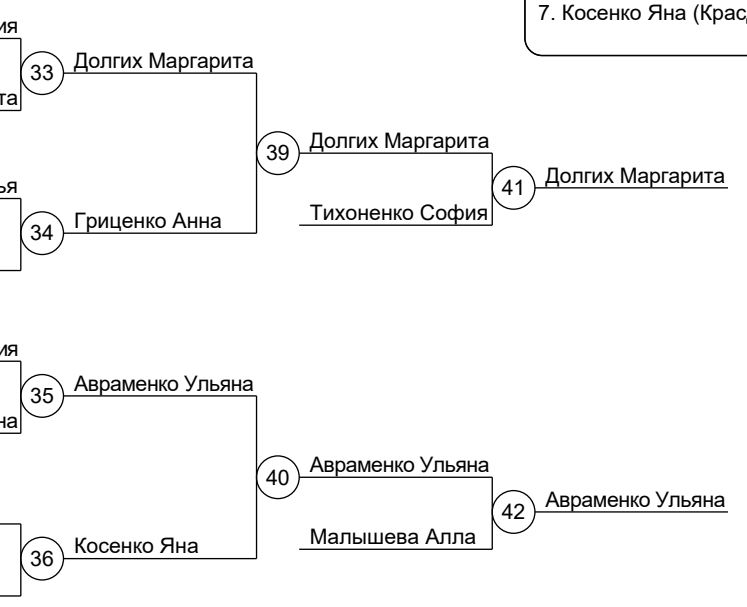 7. Косенко Яна
33 Долгих Маргарита
39 Долгих Маргарита
41 Долгих Маргарита
Тихоненко София
34 Гриценко Анна
35 Авраменко Ульяна
40 Авраменко Ульяна
42 Авраменко Ульяна
Малышева Алла
36 Косенко Яна